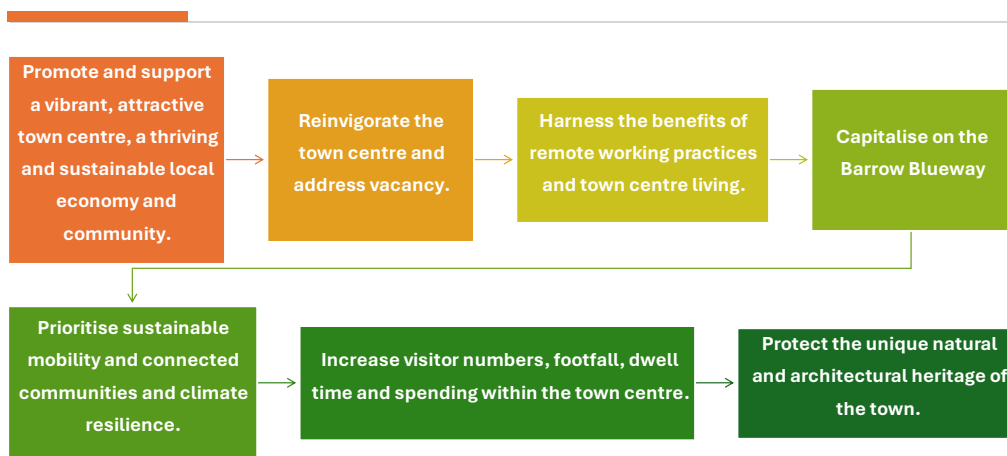 Promote and support
a vibrant, attractive
town centre, a thriving
and sustainable local
economy and
community.
Reinvigorate the
town centre and
address vacancy.
Harness the benefits of
remote working practices
and town centre living.
Capitalise on the
Barrow Blueway
Prioritise sustainable
mobility and connected
communities and climate
resilience.
Increase visitor numbers, footfall, dwell
time and spending within the town centre.
Protect the unique natural
and architectural heritage of
the town.